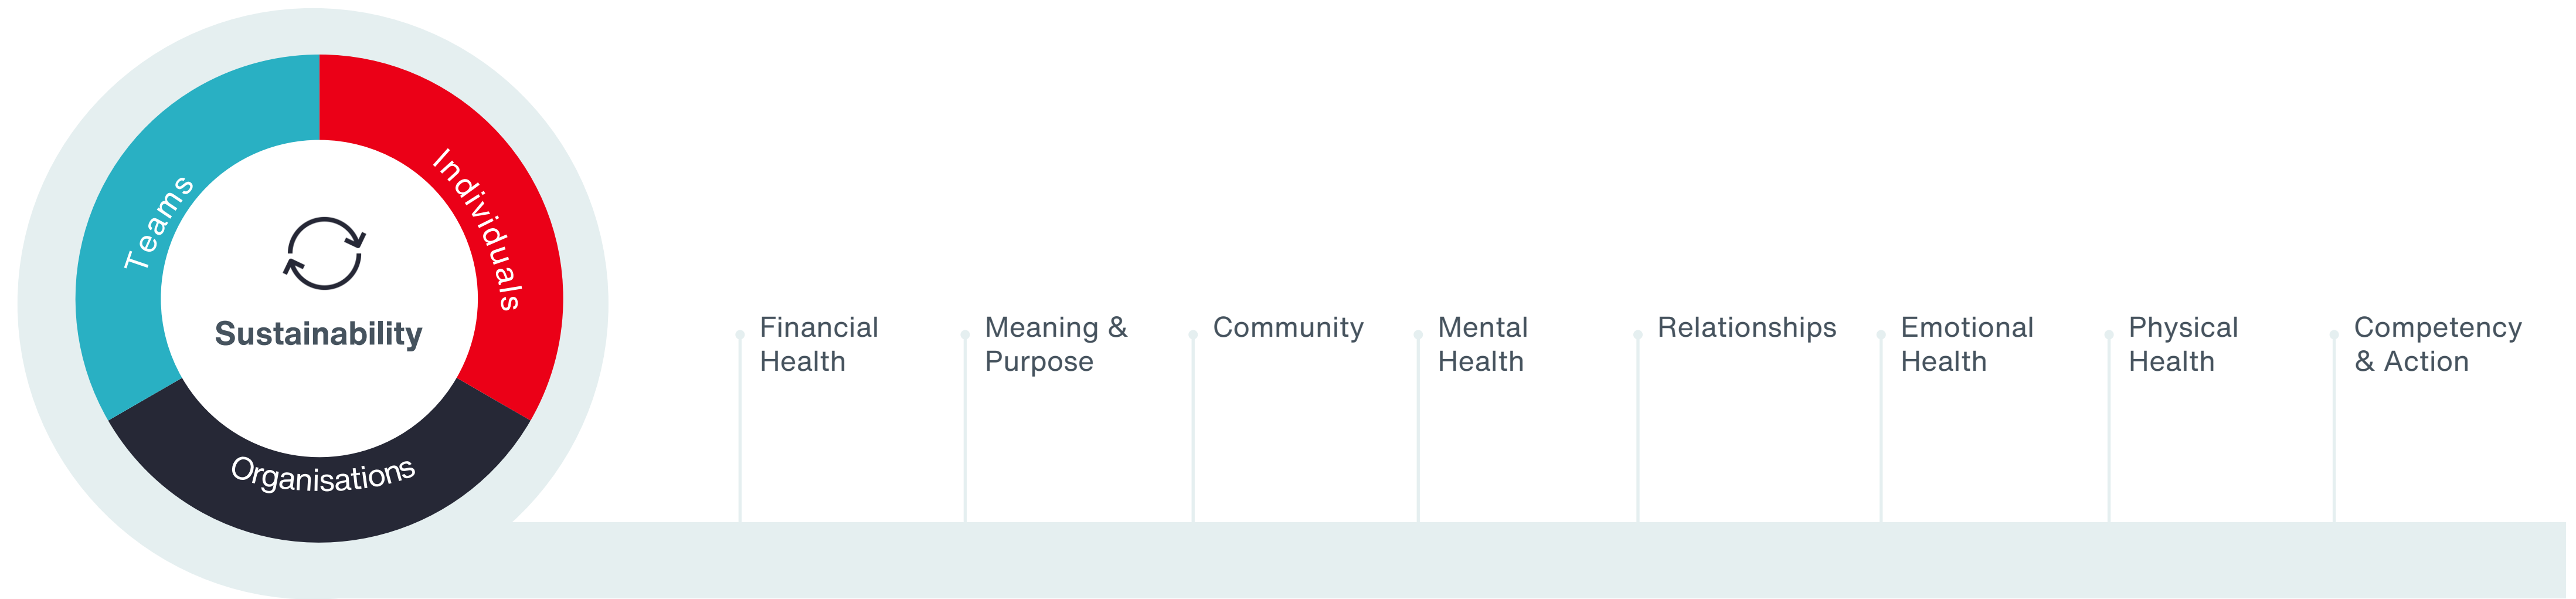 Teams
Individuals
Sustainability
Organisations
Financial
Health
Meaning &
Purpose
Community
Mental
Health
Relationships
Emotional
Health
Physical
Health
Competency
& Action